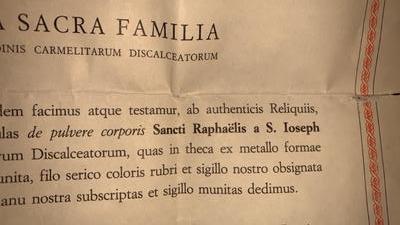 A SACRA FAMILIA
DINIS CARMELITARUM DISCALCEATORUM
dem facimus atque testamur, ab authenticis Reliquiis,
ulas de pulvere corporis Sancti Raphaëlis a S. Ioseph
rum Discalceatorum, quas in theca ex metallo formae
unita, filo serico coloris rubri et sigillo nostro obsignata
anu nostra subscriptas et sigillo munitas dedimus.